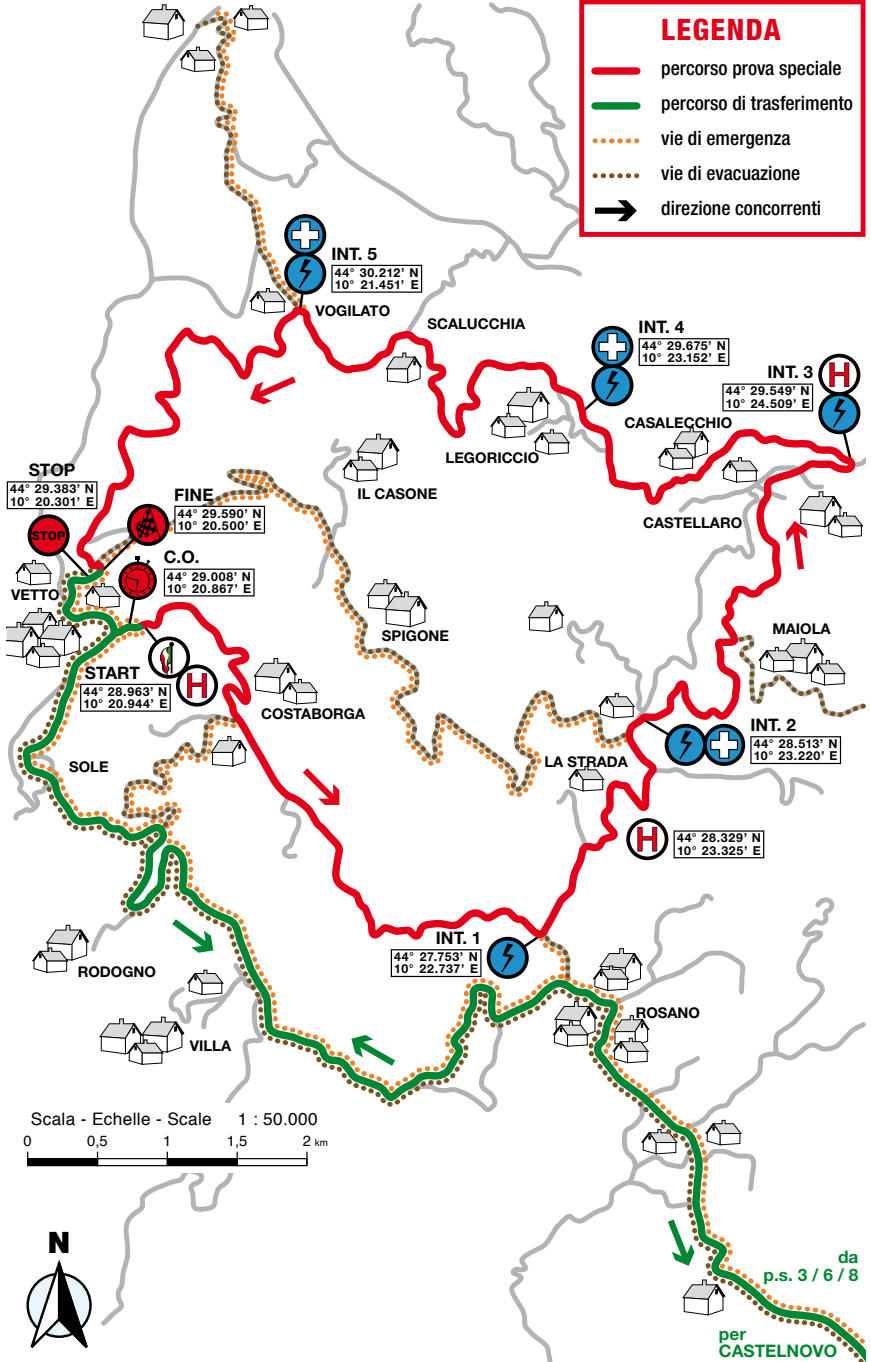 LEGENDA
percorso prova speciale
percorso di trasferimento
vie di emergenza
vie di evacuazione
direzione concorrenti
INT. 5
44° 30.212' N
10° 21.451' E
VOGILATO
SCALUCCHIA
INT. 4
44° 29.675' N
10° 23.152' E
INT. 3
44° 29.549' N
10° 24.509' E
H
CASALECCHIO
LEGORICCIO
IL CASONE
CASTELLARO
STOP
44° 29.383' N
10° 20.301' E
STOP
FINE
44° 29.590' N
10° 20.500' E
C.O.
44° 29.008' N
10° 20.867' E
VETTO
SPIGONE
MAIOLA
START
44° 28.963' N
10° 20.944' E
H
COSTABORGA
INT. 2
44° 28.513' N
10° 23.220' E
SOLE
LA STRADA
H
44° 28.329' N
10° 23.325' E
INT. 1
44° 27.753' N
10° 22.737' E
RODOGNO
ROSANO
VILLA
Scala - Echelle - Scale 1 : 50.000
0 0,5 1 1,5 2 km
N
da
p.s. 3 / 6 / 8
per
CASTELNOVO